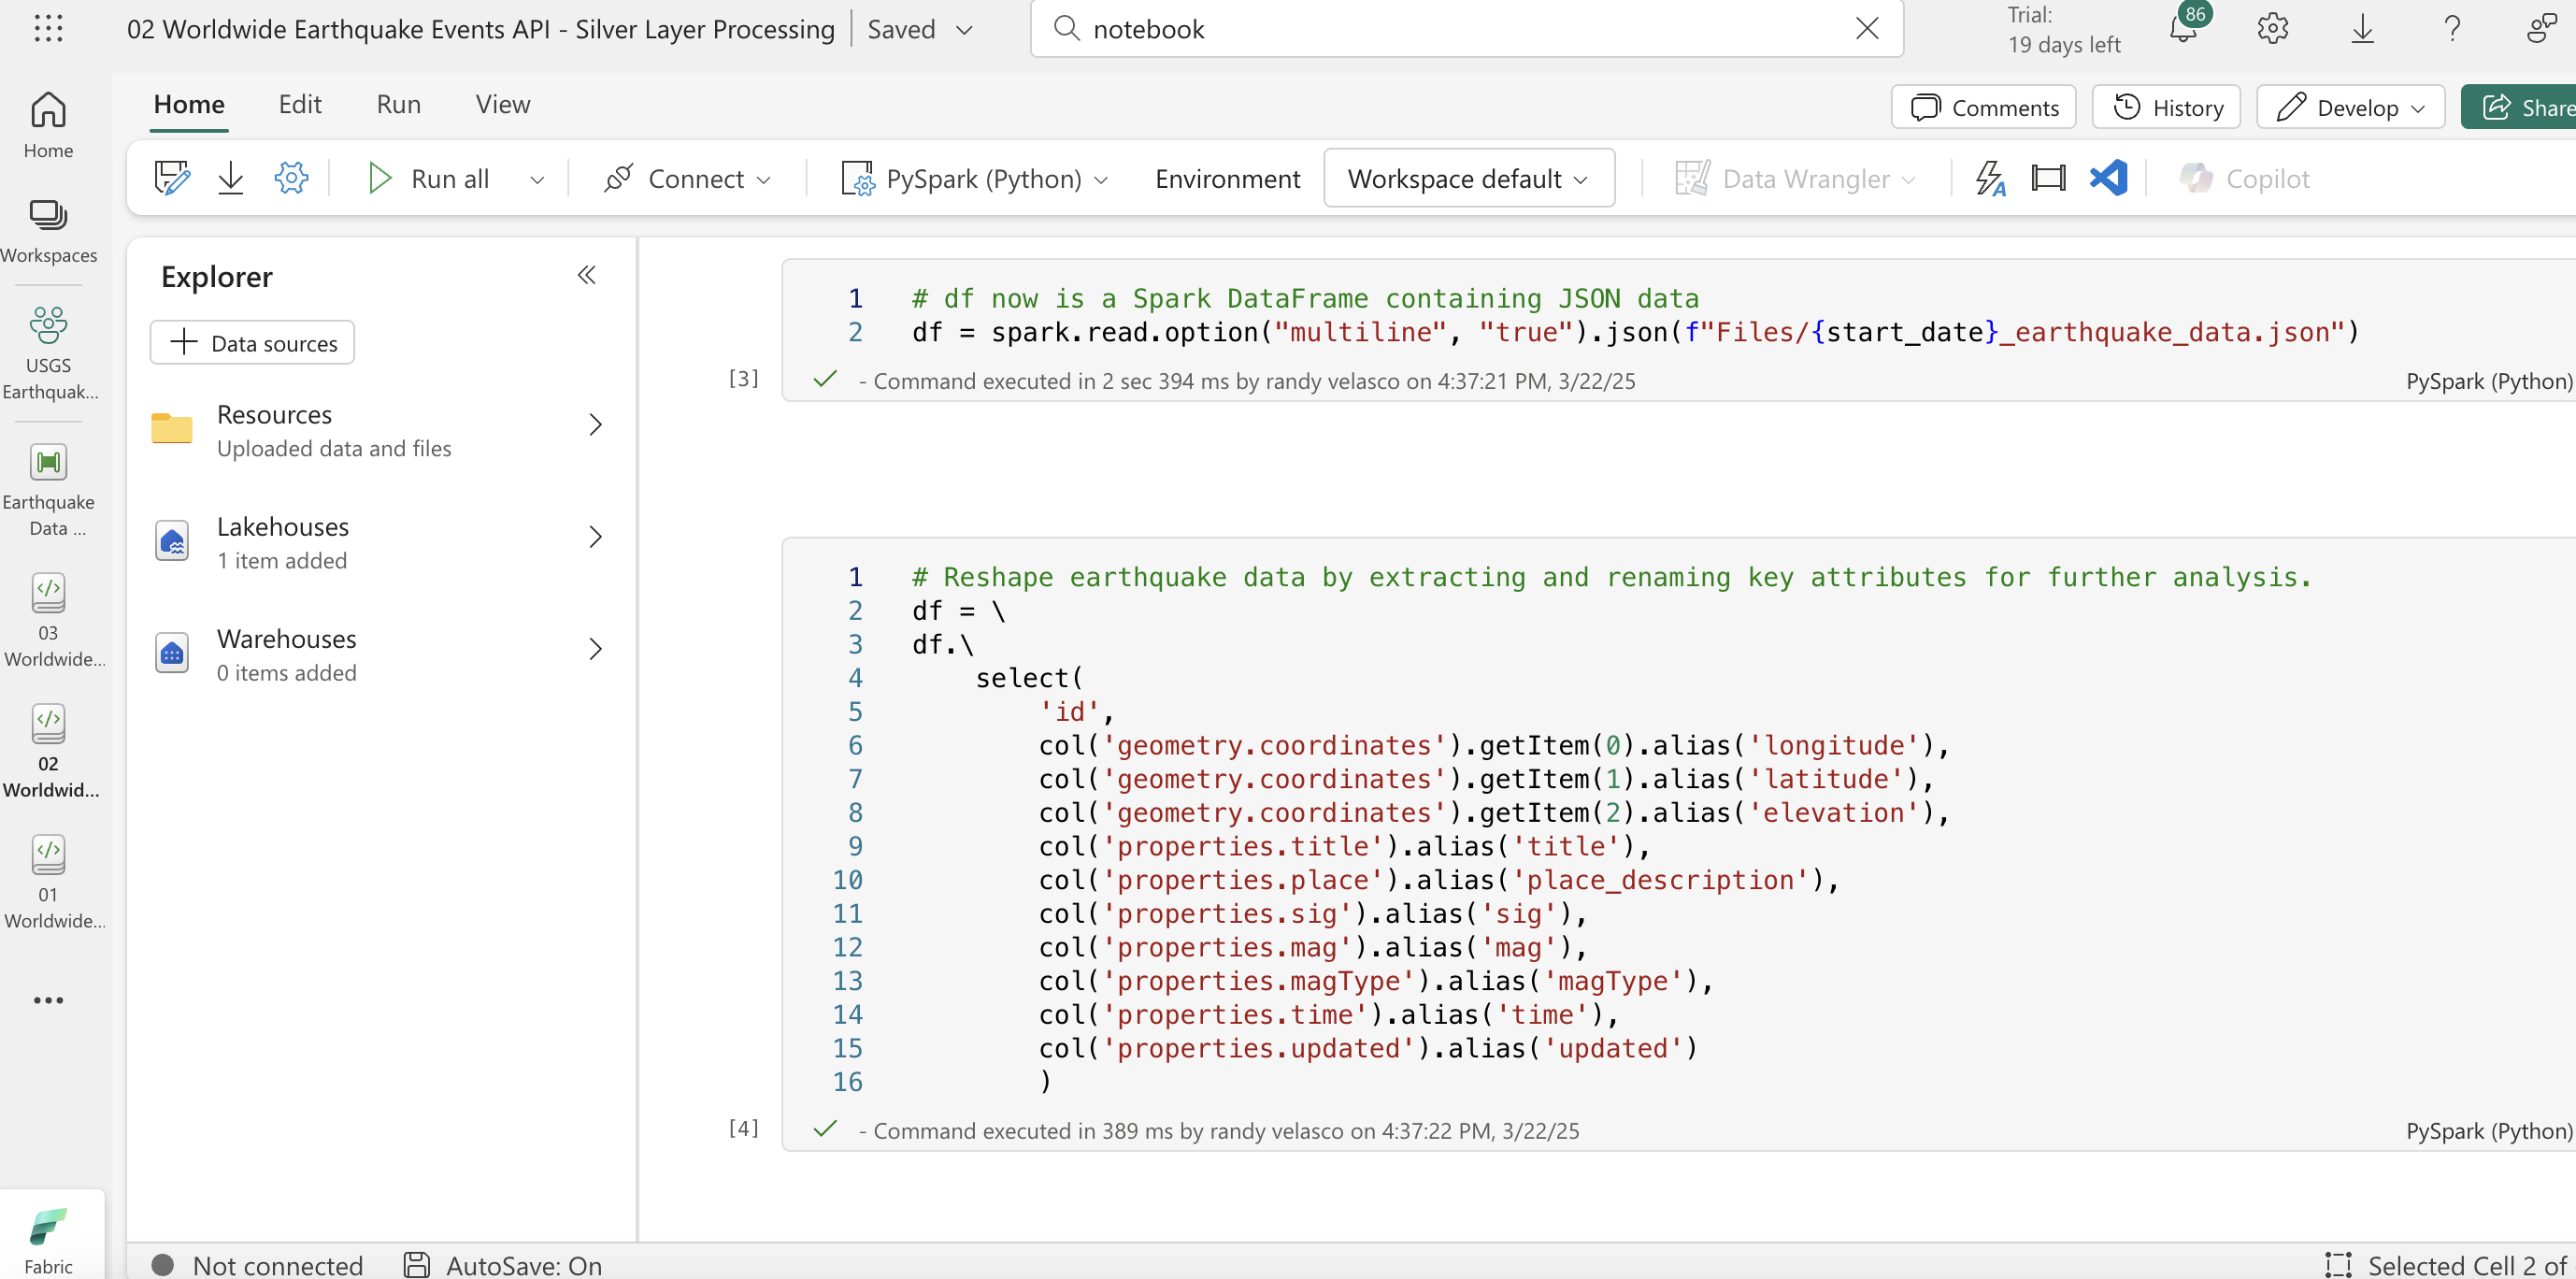 02 Worldwide Earthquake Events API - Silver Layer Processing
Saved
notebook
Trial:
19 days left
86
Home
Edit
Run
View
Comments
History
Develop
Share
Run all
Connect
PySpark (Python)
Environment
Workspace default
Data Wrangler
Copilot
Home
Workspaces
USGS
Earthquak...
Earthquake
Data ...
03
Worldwide...
02
Worldwid...
01
Worldwide...
Fabric
Explorer
Data sources
Resources
Uploaded data and files
Lakehouses
1 item added
Warehouses
0 items added
1 # df now is a Spark DataFrame containing JSON data
2 df = spark.read.option("multiline", "true").json(f"Files/{start_date}_earthquake_data.json")
[3] - Command executed in 2 sec 394 ms by randy velasco on 4:37:21 PM, 3/22/25 PySpark (Python)
1 # Reshape earthquake data by extracting and renaming key attributes for further analysis.
2 df = \
3 df.\
4 select(
5 'id',
6 col('geometry.coordinates').getItem(0).alias('longitude'),
7 col('geometry.coordinates').getItem(1).alias('latitude'),
8 col('geometry.coordinates').getItem(2).alias('elevation'),
9 col('properties.title').alias('title'),
10 col('properties.place').alias('place_description'),
11 col('properties.sig').alias('sig'),
12 col('properties.mag').alias('mag'),
13 col('properties.magType').alias('magType'),
14 col('properties.time').alias('time'),
15 col('properties.updated').alias('updated')
16 )
[4] - Command executed in 389 ms by randy velasco on 4:37:22 PM, 3/22/25 PySpark (Python)
Not connected
AutoSave: On
Selected Cell 2 of